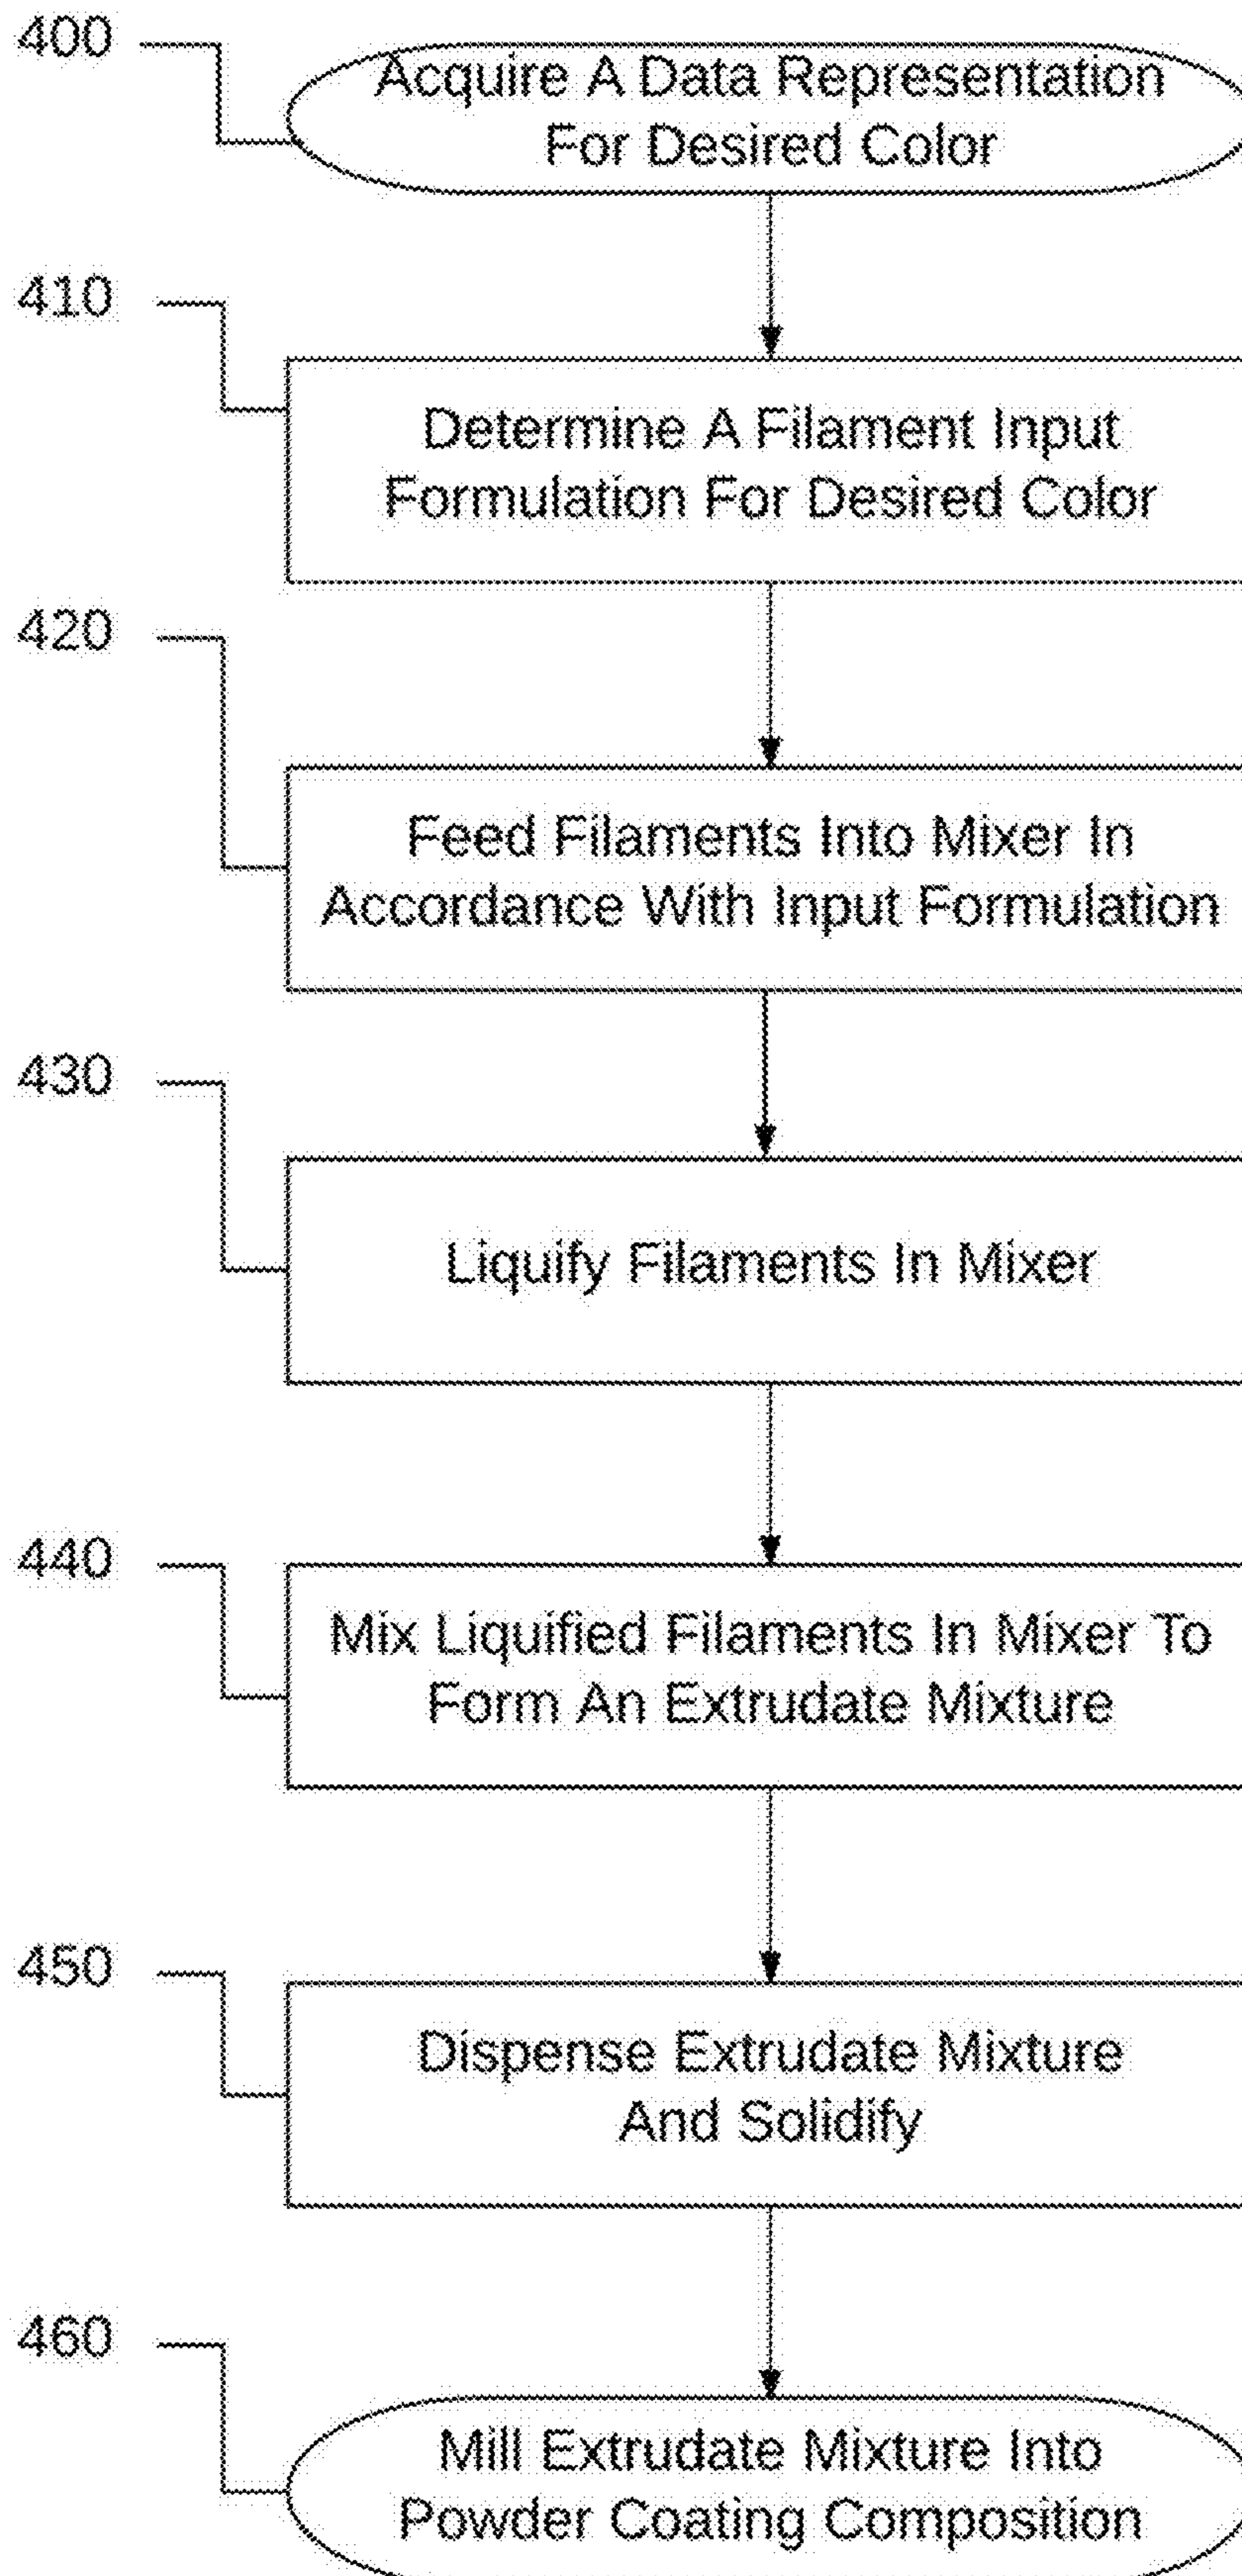 400
Acquire A Data Representation
For Desired Color
410
Determine A Filament Input
Formulation For Desired Color
420
Feed Filaments Into Mixer In
Accordance With Input Formulation
430
Liquify Filaments In Mixer
440
Mix Liquified Filaments In Mixer To
Form An Extrudate Mixture
450
Dispense Extrudate Mixture
And Solidify
460
Mill Extrudate Mixture Into
Powder Coating Composition